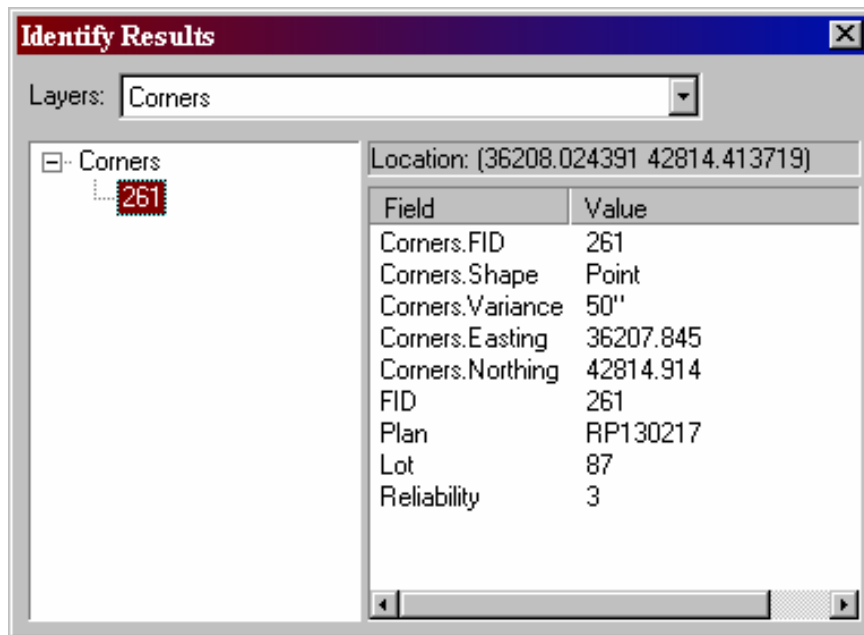 Identify Results
Layers: Corners
Corners
261
Location: (36208.024391 42814.413719)
Field Value
Corners.FID 261
Corners.Shape Point
Corners.Variance 50"
Corners.Easting 36207.845
Corners.Northing 42814.914
FID 261
Plan RP130217
Lot 87
Reliability 3